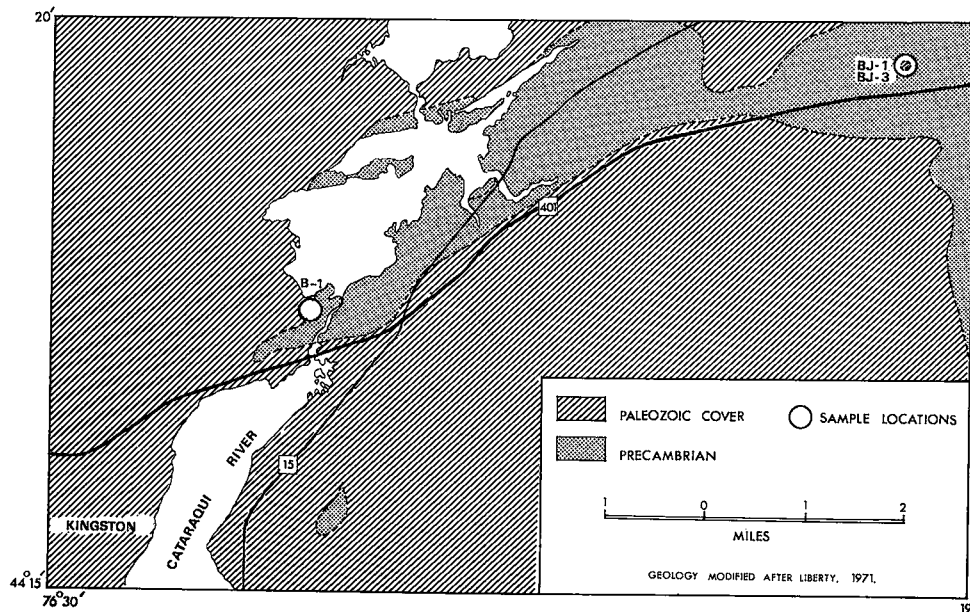 20'
BJ-1
BJ-3
401
B-1
15
KINGSTON
CATARAQUI RIVER
PALEOZOIC COVER
SAMPLE LOCATIONS
PRECAMBRIAN
1 0 1 2
MILES
GEOLOGY MODIFIED AFTER LIBERTY, 1971.
44°15'
76°30'